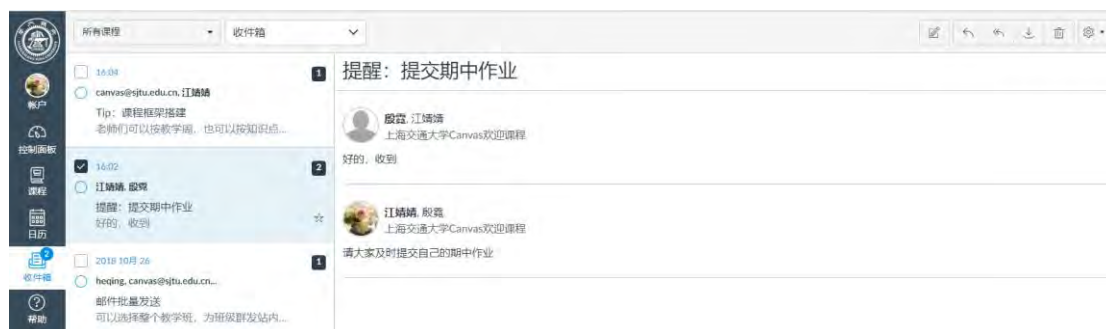 所有课程
收件箱
帐户
控制面板
课程
日历
2
收件箱
帮助
16:04
1
canvas@sjtu.edu.cn, 江婧婧
Tip：课程框架搭建
老师们可以按教学周，也可以按知识点...
16:02
2
江婧婧, 殷霓
提醒：提交期中作业
好的，收到
2018 10月 26
1
heqing, canvas@sjtu.edu.cn,...
邮件批量发送
可以选择整个教学班，为班级群发站内...
提醒：提交期中作业
殷霓, 江婧婧
上海交通大学Canvas欢迎课程
好的，收到
江婧婧, 殷霓
上海交通大学Canvas欢迎课程
请大家及时提交自己的期中作业